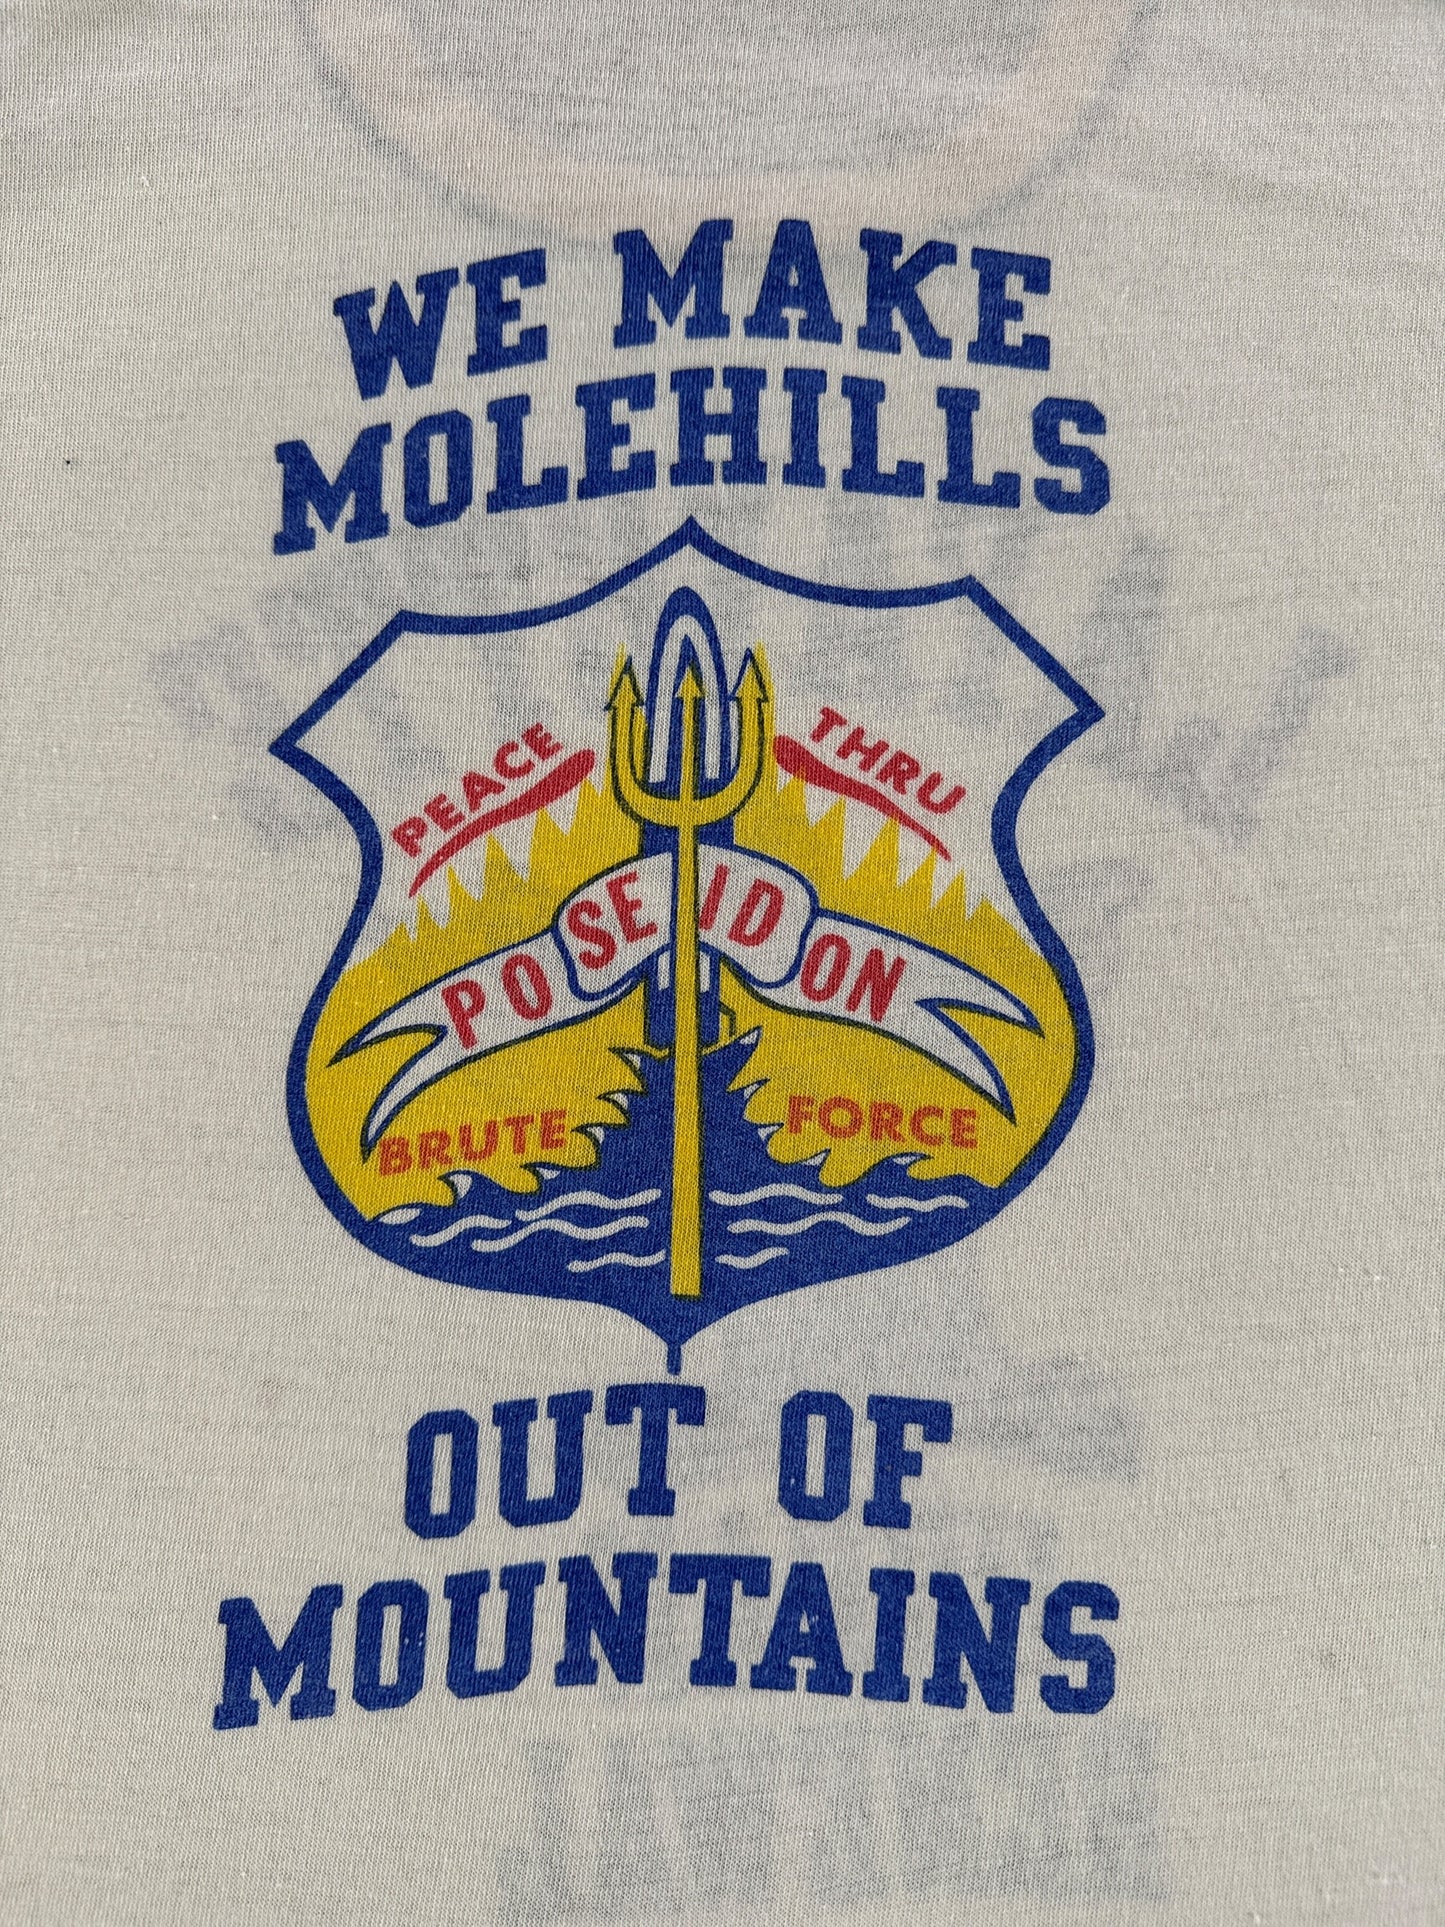 WE MAKE
MOLEHILLS
PEACE THRU
POSEIDON
BRUTE FORCE
OUT OF
MOUNTAINS